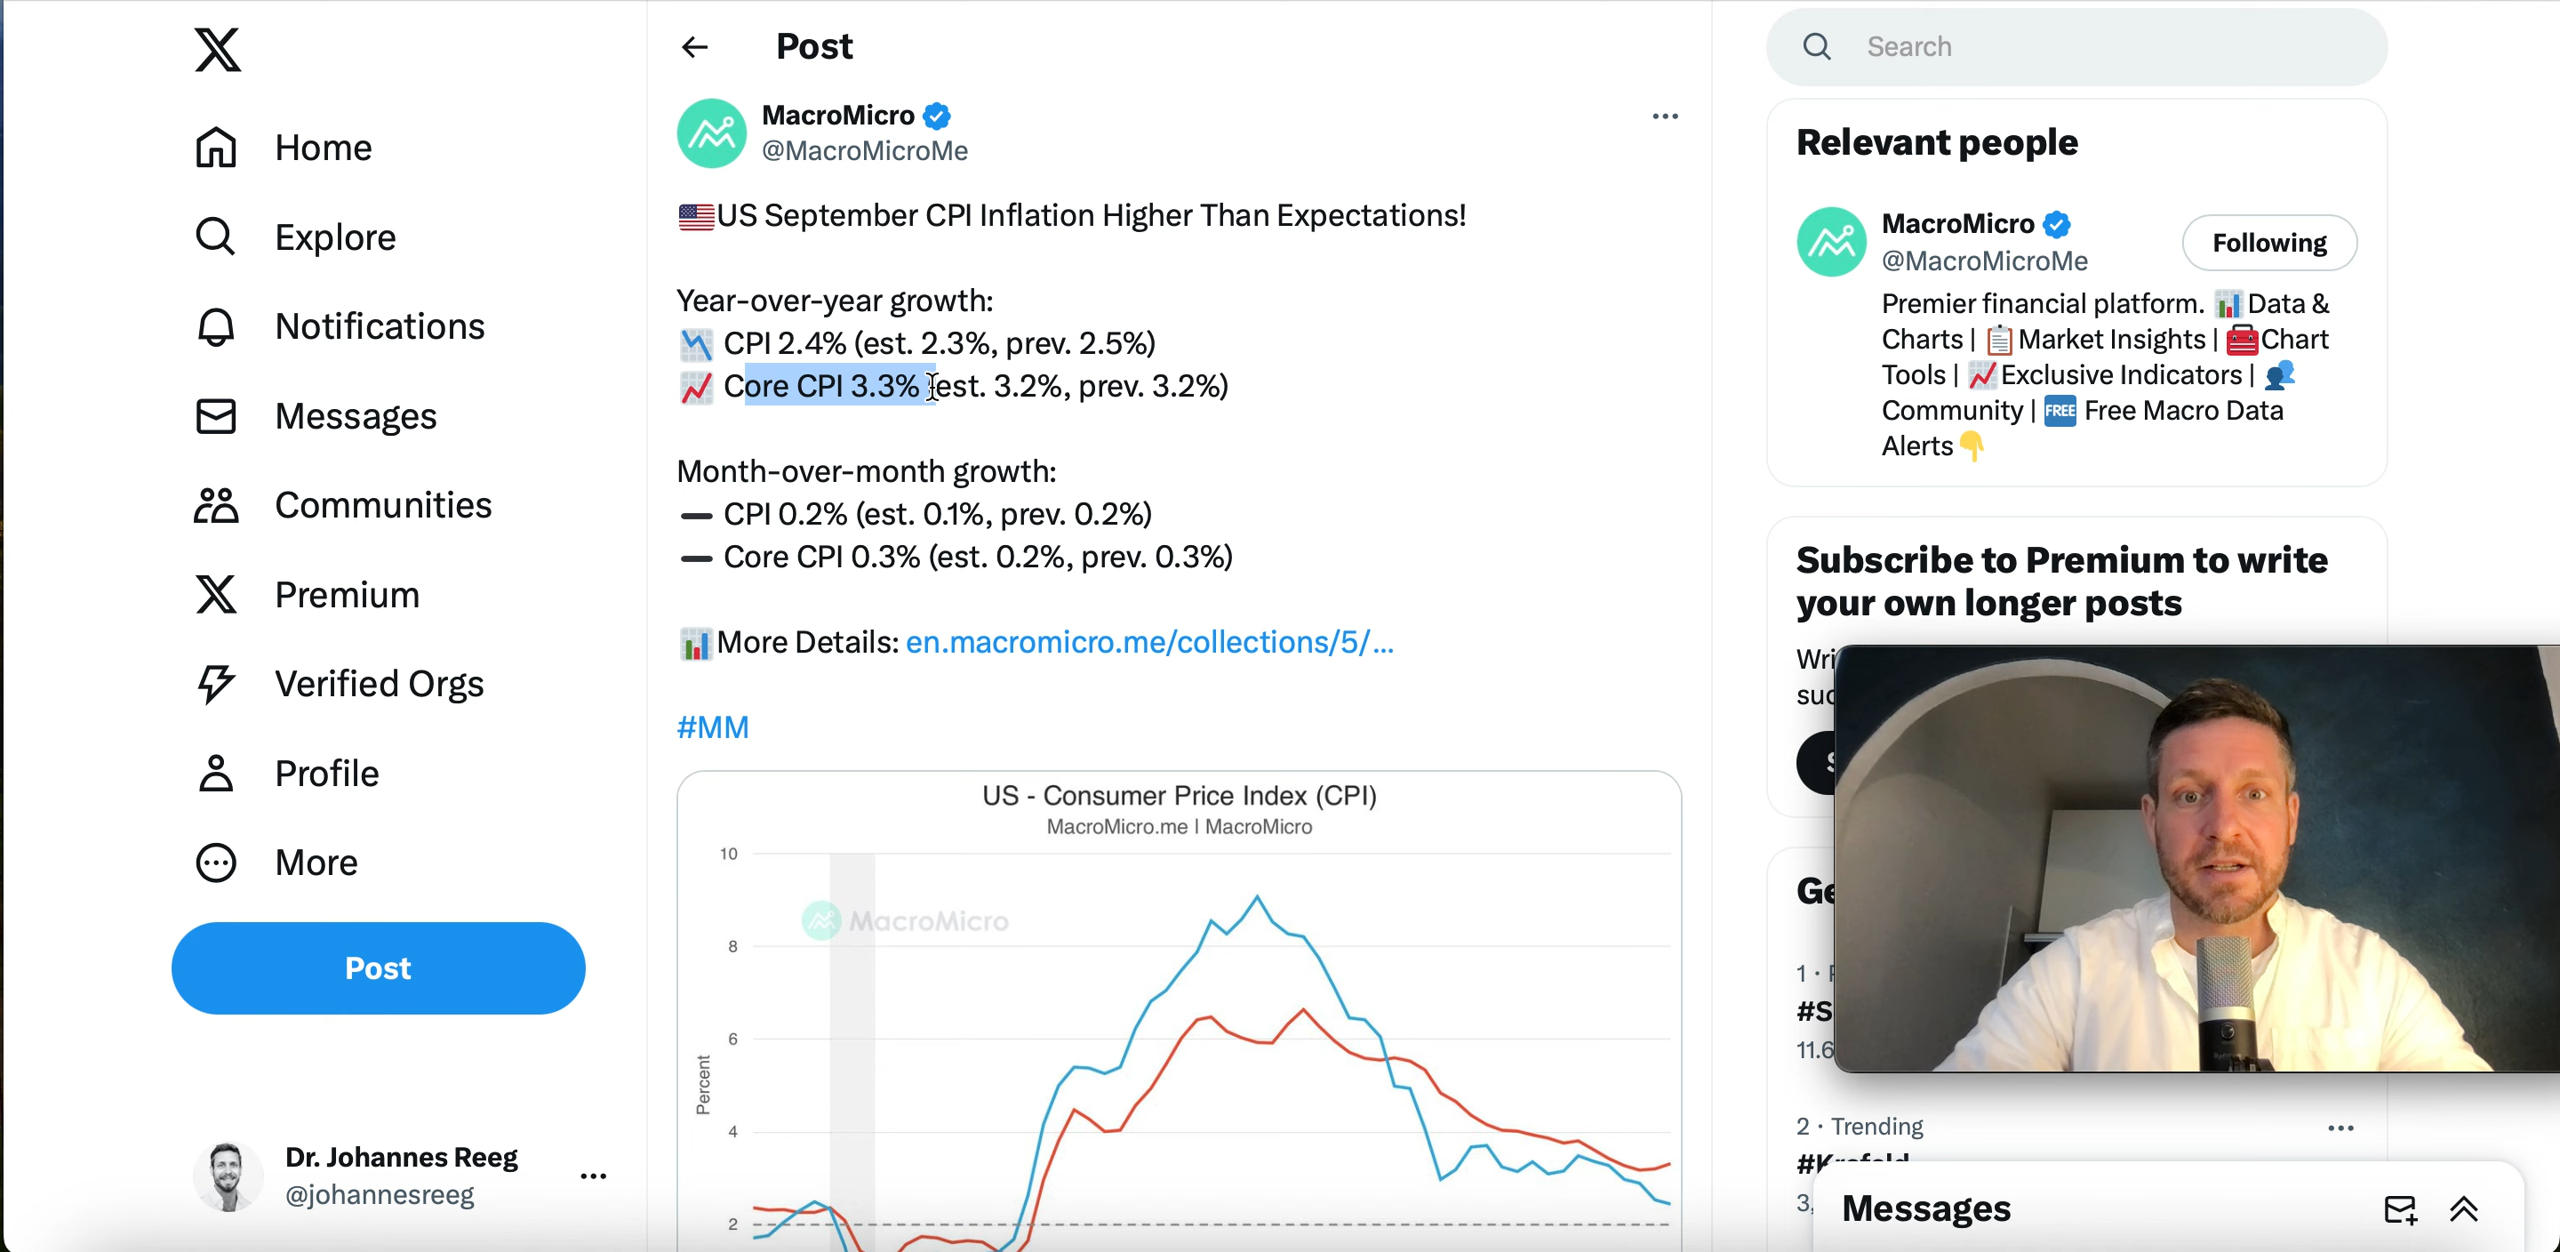 Home
Explore
Notifications
Messages
Communities
Premium
Verified Orgs
Profile
More
Post
Dr. Johannes Reeg
@johannesreeg
Post
MacroMicro
@MacroMicroMe
🇺🇸US September CPI Inflation Higher Than Expectations!
Year-over-year growth:
📉 CPI 2.4% (est. 2.3%, prev. 2.5%)
📈 Core CPI 3.3% (est. 3.2%, prev. 3.2%)
Month-over-month growth:
➖ CPI 0.2% (est. 0.1%, prev. 0.2%)
➖ Core CPI 0.3% (est. 0.2%, prev. 0.3%)
📊More Details: en.macromicro.me/collections/5/…
#MM
US - Consumer Price Index (CPI)
MacroMicro.me | MacroMicro
MacroMicro
Percent
10
8
6
4
2
Search
Relevant people
MacroMicro
@MacroMicroMe
Following
Premier financial platform. 📊Data &
Charts | 📋Market Insights | 🧰Chart
Tools | 📈Exclusive Indicators | 👥
Community | 🆓 Free Macro Data
Alerts👇
Subscribe to Premium to write
your own longer posts
2 · Trending
Messages